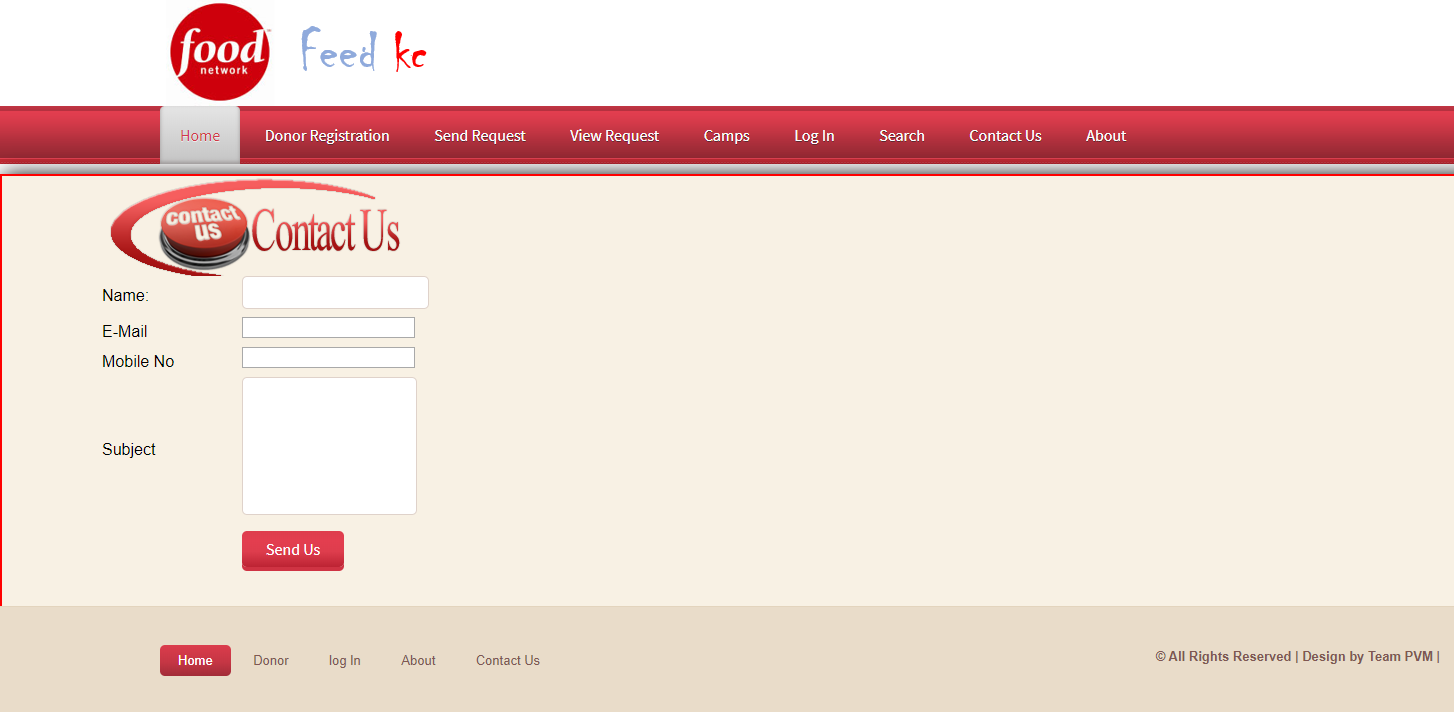 food
network
Feed kc
Home Donor Registration Send Request View Request Camps Log In Search Contact Us About
contact
us
Contact Us
Name:
E-Mail
Mobile No
Subject
Send Us
Home Donor log In About Contact Us
© All Rights Reserved | Design by Team PVM |